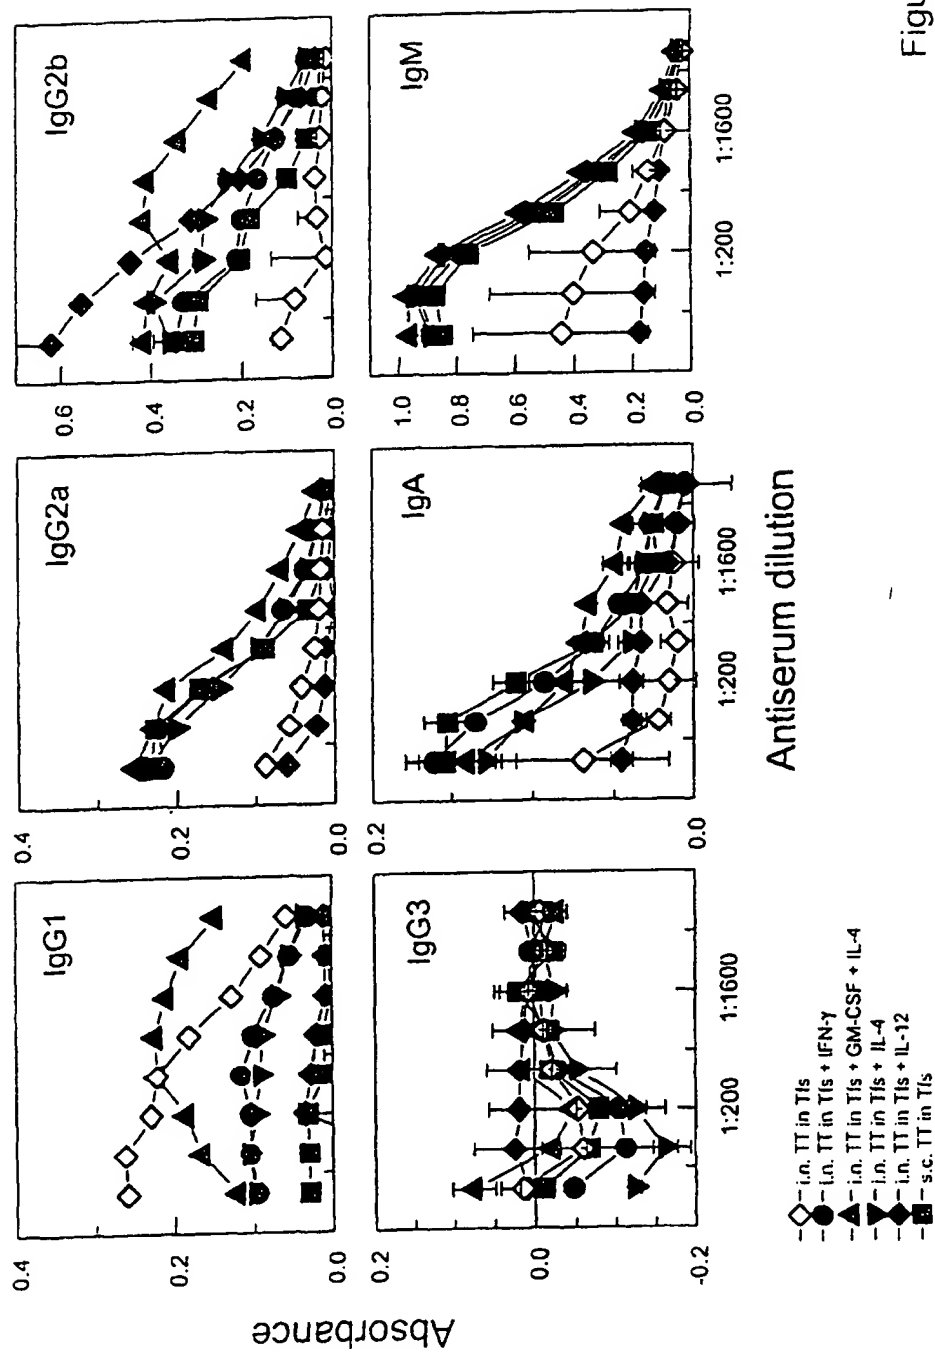 Absorbance
IgG1
0.4
0.2
0.0
IgG2a
0.4
0.2
0.0
IgG2b
0.6
0.4
0.2
0.0
IgG3
0.2
0.0
-0.2
1:200
1:1600
IgA
0.2
0.0
1:200
1:1600
IgM
1.0
0.8
0.6
0.4
0.2
0.0
1:200
1:1600
Antiserum dilution
i.n. TT in Tfs
i.n. TT in Tfs + IFN-γ
i.n. TT in Tfs + GM-CSF + IL-4
i.n. TT in Tfs + IL-4
i.n. TT in Tfs + IL-12
s.c. TT in Tfs